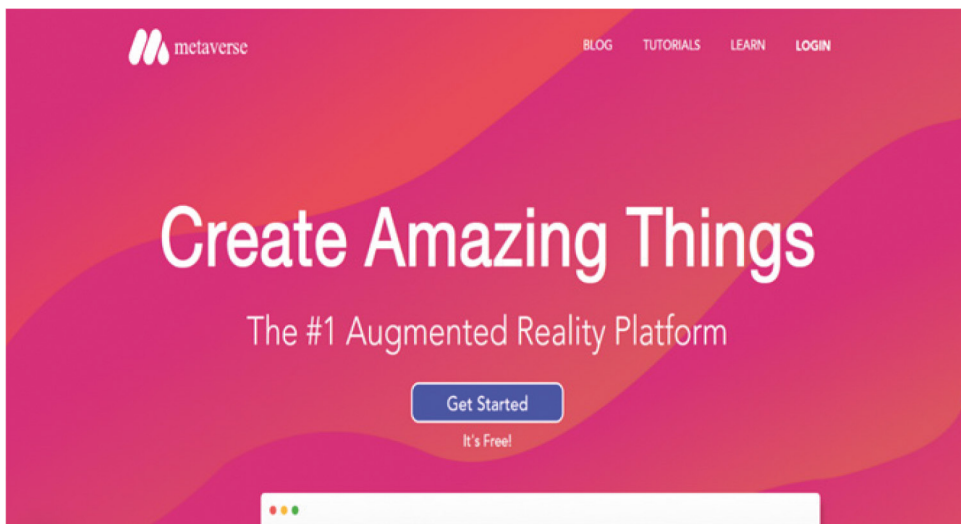 metaverse
BLOG TUTORIALS LEARN LOGIN
Create Amazing Things
The #1 Augmented Reality Platform
Get Started
It's Free!